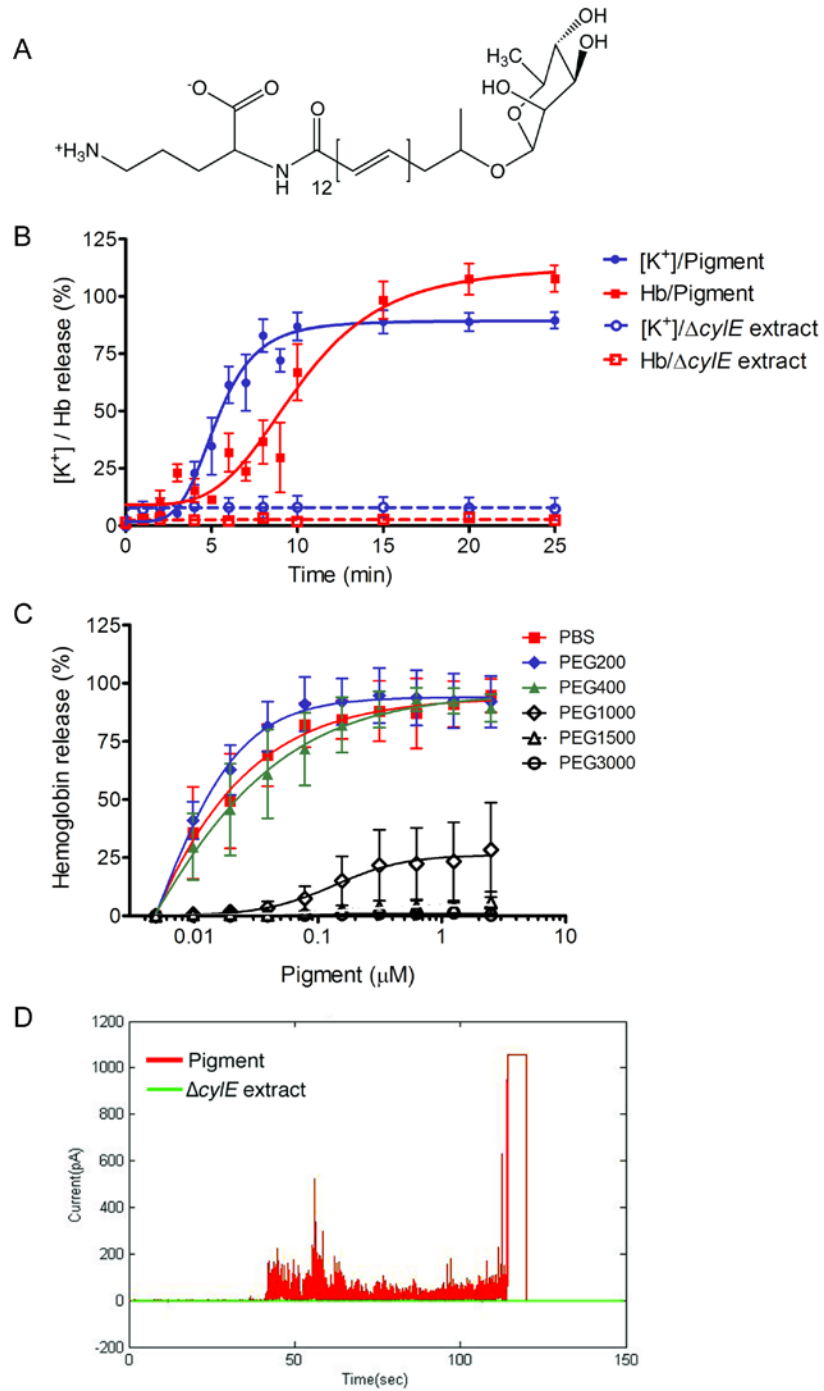 A
OH
H₃C
OH
HO
O
⁻O
O
O
⁺H₃N
N
H
12
O
B
125
100
75
50
25
0
[K⁺] / Hb release (%)
0 5 10 15 20 25
Time (min)
[K⁺]/Pigment
Hb/Pigment
[K⁺]/ΔcylE extract
Hb/ΔcylE extract
C
125
100
75
50
25
0
Hemoglobin release (%)
0.01 0.1 1 10
Pigment (μM)
PBS
PEG200
PEG400
PEG1000
PEG1500
PEG3000
D
1200
1000
800
600
400
200
0
-200
Current(pA)
0 50 100 150
Time(sec)
Pigment
ΔcylE extract